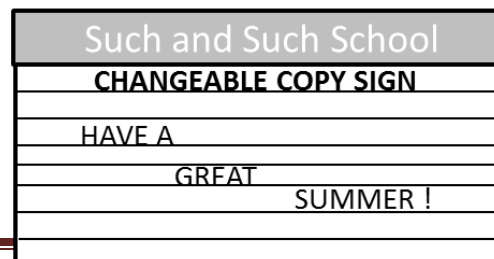 Such and Such School
CHANGEABLE COPY SIGN
HAVE A
GREAT
SUMMER !